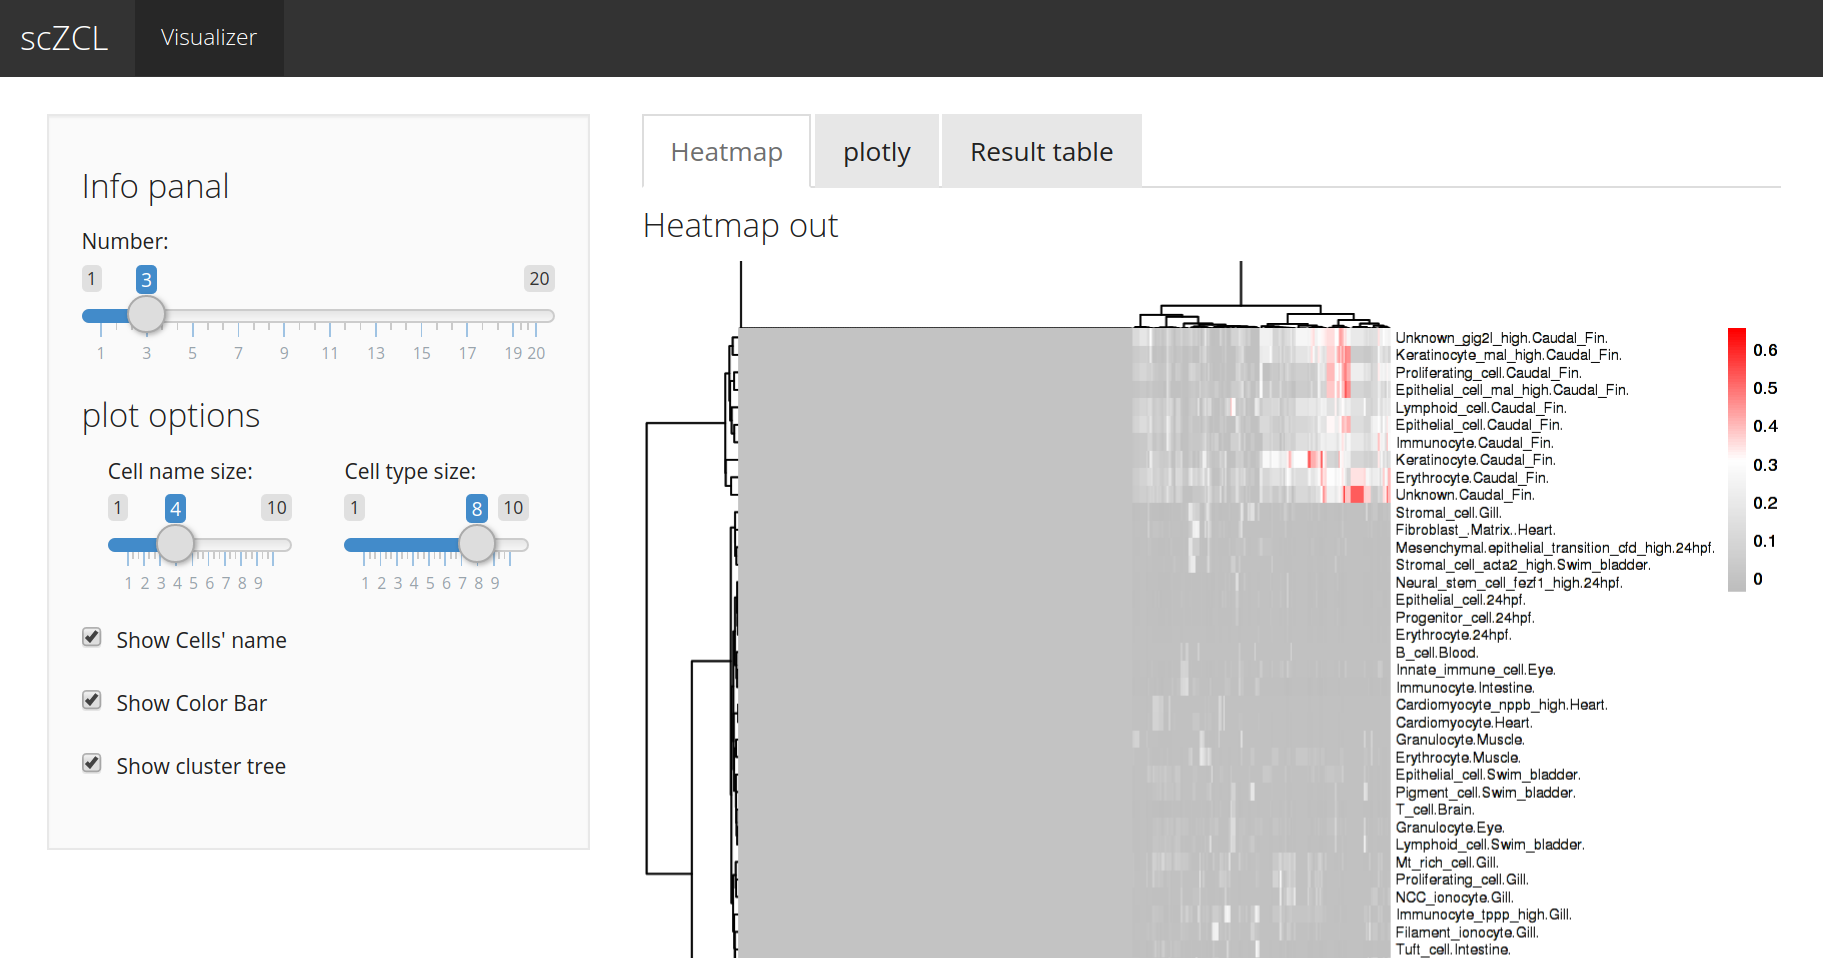 scZCL
Visualizer
Info panal
Number:
1
3
20
1 3 5 7 9 11 13 15 17 19 20
plot options
Cell name size:
1
4
10
1 2 3 4 5 6 7 8 9
Cell type size:
1
8
10
1 2 3 4 5 6 7 8 9
Show Cells' name
Show Color Bar
Show cluster tree
Heatmap
plotly
Result table
Heatmap out
Unknown_gig2l_high.Caudal_Fin.
Keratinocyte_mal_high.Caudal_Fin.
Proliferating_cell.Caudal_Fin.
Epithelial_cell_mal_high.Caudal_Fin.
Lymphoid_cell.Caudal_Fin.
Epithelial_cell.Caudal_Fin.
Immunocyte.Caudal_Fin.
Keratinocyte.Caudal_Fin.
Erythrocyte.Caudal_Fin.
Unknown.Caudal_Fin.
Stromal_cell.Gill.
Fibroblast_.Matrix..Heart.
Mesenchymal.epithelial_transition_cfd_high.24hpf.
Stromal_cell_acta2_high.Swim_bladder.
Neural_stem_cell_fezf1_high.24hpf.
Epithelial_cell.24hpf.
Progenitor_cell.24hpf.
Erythrocyte.24hpf.
B_cell.Blood.
Innate_immune_cell.Eye.
Immunocyte.Intestine.
Cardiomyocyte_nppb_high.Heart.
Cardiomyocyte.Heart.
Granulocyte.Muscle.
Erythrocyte.Muscle.
Epithelial_cell.Swim_bladder.
Pigment_cell.Swim_bladder.
T_cell.Brain.
Granulocyte.Eye.
Lymphoid_cell.Swim_bladder.
Mt_rich_cell.Gill.
Proliferating_cell.Gill.
NCC_ionocyte.Gill.
Immunocyte_tppp_high.Gill.
Filament_ionocyte.Gill.
Tuft_cell.Intestine.
0.6
0.5
0.4
0.3
0.2
0.1
0